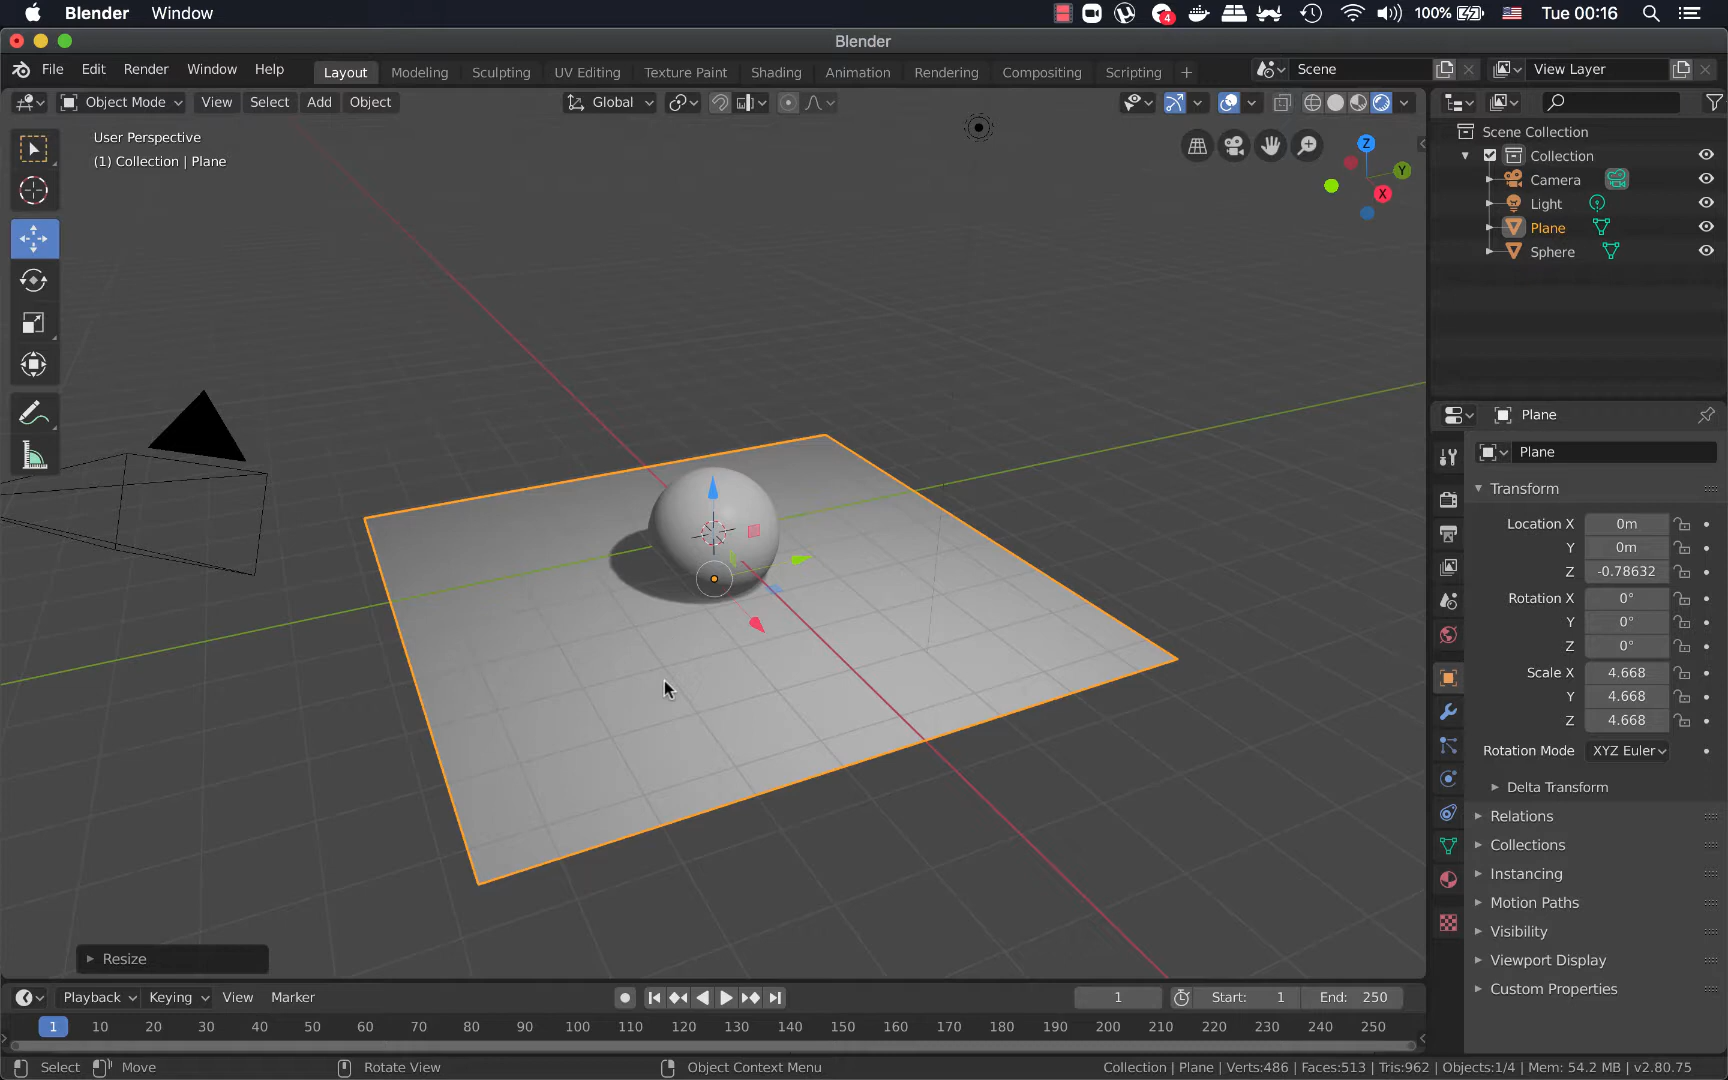 Blender Window 4 100% Tue 00:16
Blender
File Edit Render Window Help Layout Modeling Sculpting UV Editing Texture Paint Shading Animation Rendering Compositing Scripting + Scene View Layer
Object Mode View Select Add Object Global
User Perspective
(1) Collection | Plane
Z
Y
X
Scene Collection
Collection
Camera
Light
Plane
Sphere
Plane
Plane
Transform
Location X 0m
Y 0m
Z -0.78632
Rotation X 0°
Y 0°
Z 0°
Scale X 4.668
Y 4.668
Z 4.668
Rotation Mode XYZ Euler
Delta Transform
Relations
Collections
Instancing
Motion Paths
Visibility
Viewport Display
Custom Properties
Resize
Playback Keying View Marker 1 Start: 1 End: 250
1 10 20 30 40 50 60 70 80 90 100 110 120 130 140 150 160 170 180 190 200 210 220 230 240 250
Select Move Rotate View Object Context Menu Collection | Plane | Verts:486 | Faces:513 | Tris:962 | Objects:1/4 | Mem: 54.2 MB | v2.80.75